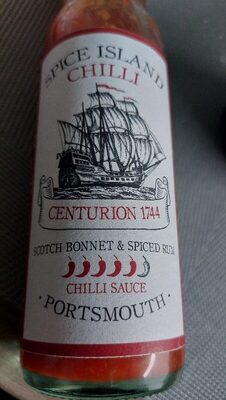 SPICE ISLAND
CHILLI
CENTURION 1744
SCOTCH BONNET & SPICED RUM
CHILLI SAUCE
· PORTSMOUTH ·